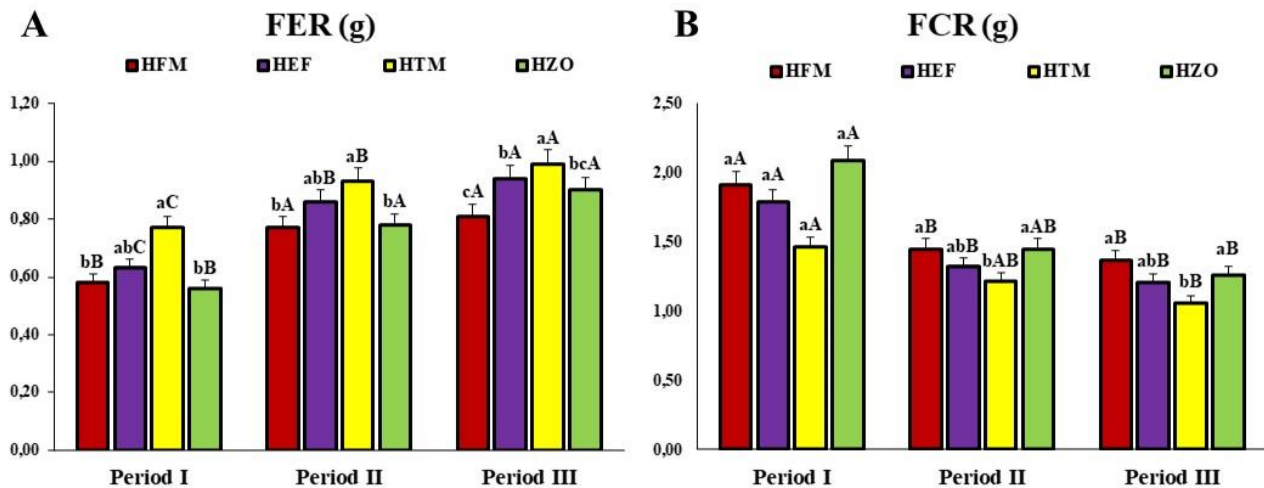 A FER (g)
HFM HEF HTM HZO
1,20
1,00
0,80
0,60
0,40
0,20
0,00
bB abC aC bB
bA abB aB bA
cA bA aA bcA
Period I Period II Period III
B FCR (g)
HFM HEF HTM HZO
2,50
2,00
1,50
1,00
0,50
0,00
aA aA aA aA
aB abB bAB aAB
aB abB bB aB
Period I Period II Period III